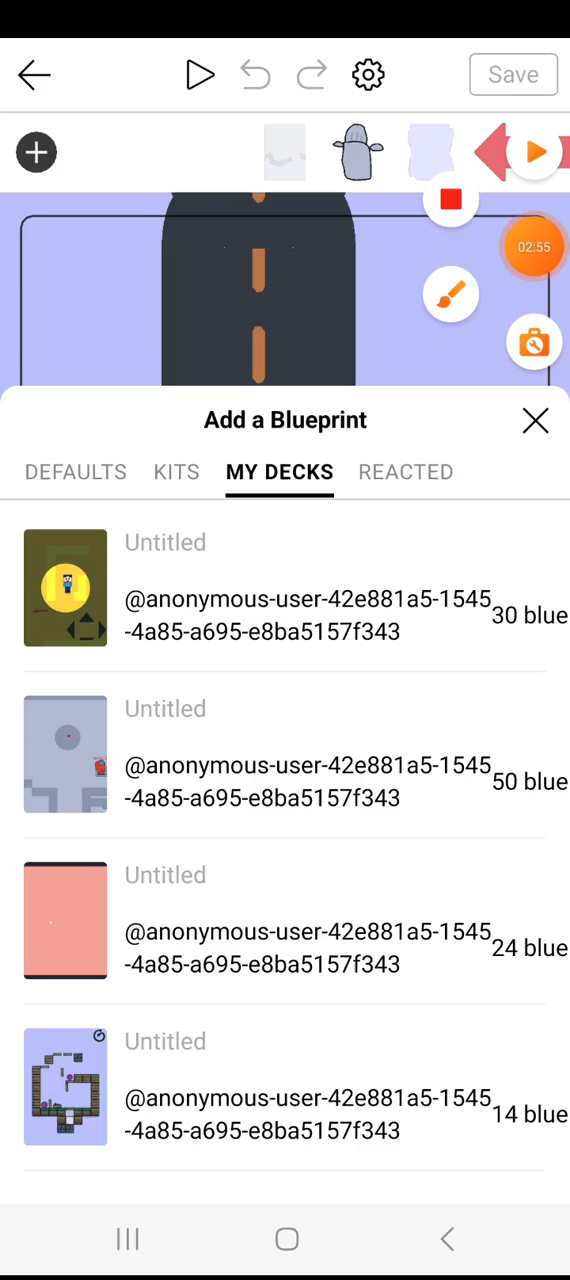 Save
02:55
Add a Blueprint
DEFAULTS KITS MY DECKS REACTED
Untitled
@anonymous-user-42e881a5-1545
-4a85-a695-e8ba5157f343
30 blue
Untitled
@anonymous-user-42e881a5-1545
-4a85-a695-e8ba5157f343
50 blue
Untitled
@anonymous-user-42e881a5-1545
-4a85-a695-e8ba5157f343
24 blue
Untitled
@anonymous-user-42e881a5-1545
-4a85-a695-e8ba5157f343
14 blue